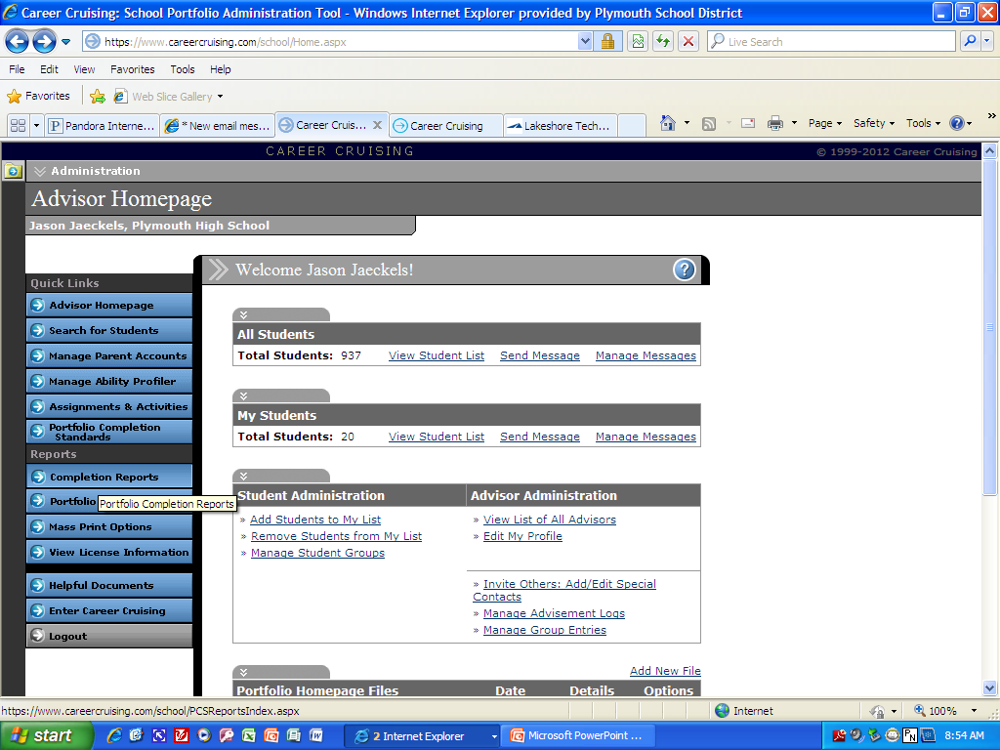 Career Cruising: School Portfolio Administration Tool - Windows Internet Explorer provided by Plymouth School District
https://www.careercruising.com/school/Home.aspx
Live Search
File Edit View Favorites Tools Help
Favorites Web Slice Gallery
Pandora Interne... * New email mes... Career Cruis... Career Cruising Lakeshore Tech... Page Safety Tools
CAREER CRUISING © 1999-2012 Career Cruising
Administration
Advisor Homepage
Jason Jaeckels, Plymouth High School
Welcome Jason Jaeckels!
Quick Links
Advisor Homepage
Search for Students
Manage Parent Accounts
Manage Ability Profiler
Assignments & Activities
Portfolio Completion
Standards
Reports
Completion Reports
Portfolio
Portfolio Completion Reports
Mass Print Options
View License Information
Helpful Documents
Enter Career Cruising
Logout
All Students
Total Students: 937 View Student List Send Message Manage Messages
My Students
Total Students: 20 View Student List Send Message Manage Messages
Student Administration Advisor Administration
» Add Students to My List » View List of All Advisors
» Remove Students from My List » Edit My Profile
» Manage Student Groups
» Invite Others: Add/Edit Special
Contacts
» Manage Advisement Logs
» Manage Group Entries
Add New File
Portfolio Homepage Files Date Details Options
https://www.careercruising.com/school/PCSReportsIndex.aspx Internet 100%
start 2 Internet Explorer Microsoft PowerPoint ... 8:54 AM